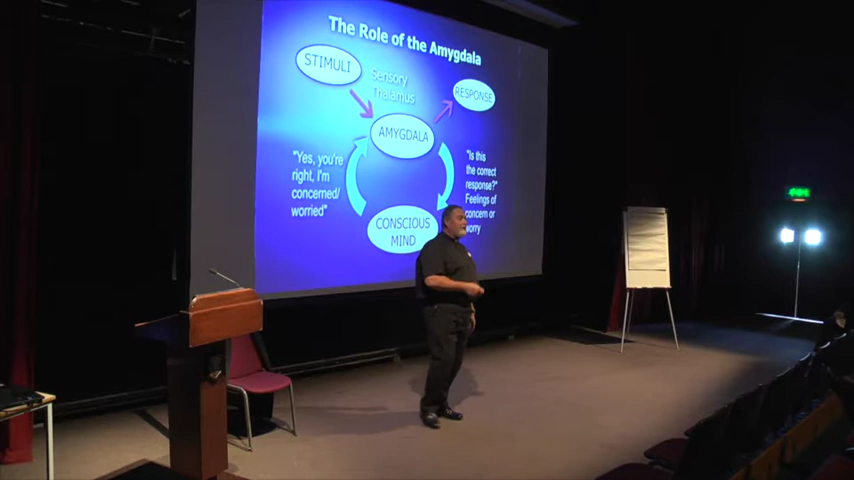 The Role of the Amygdala
STIMULI
Sensory
Thalamus
RESPONSE
AMYGDALA
"Yes, you're
right, I'm
concerned/
worried"
"Is this
the correct
response?"
Feelings of
concern or
worry
CONSCIOUS
MIND